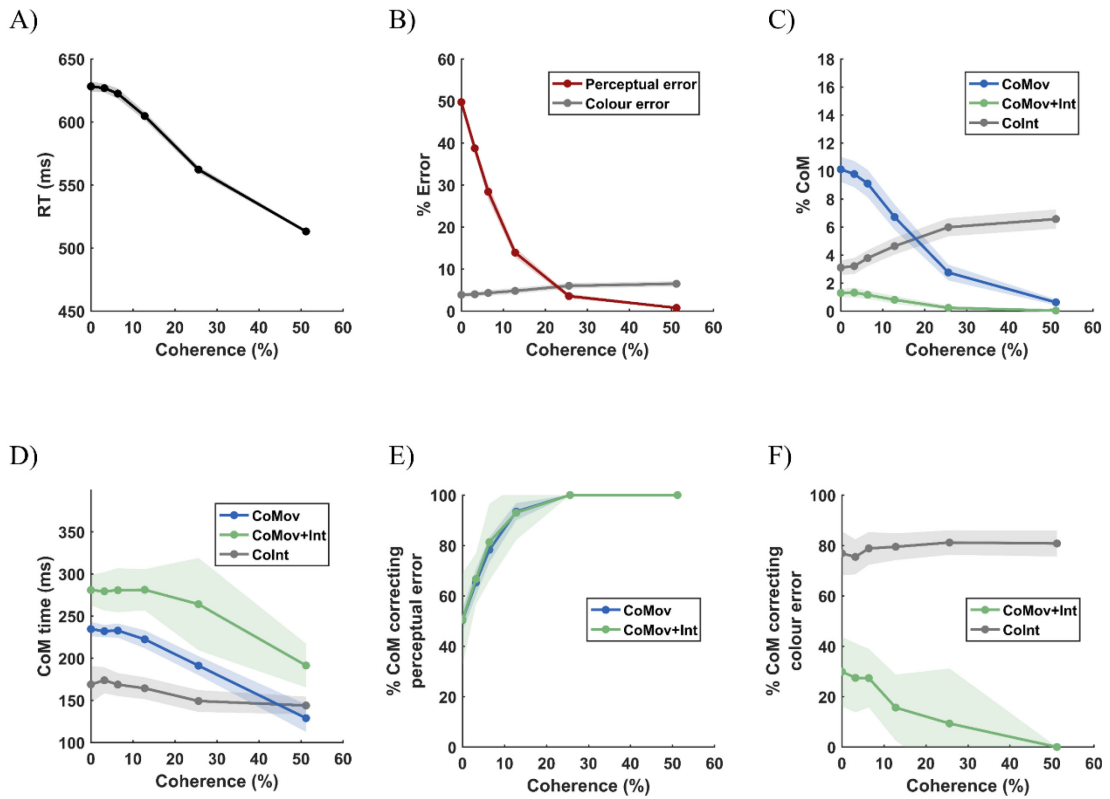 A)
650
600
550
500
450
RT (ms)
0 10 20 30 40 50 60
Coherence (%)
B)
60
50
40
30
20
10
0
% Error
Perceptual error
Colour error
0 10 20 30 40 50 60
Coherence (%)
C)
18
16
14
12
10
8
6
4
2
0
% CoM
CoMov
CoMov+Int
CoInt
0 10 20 30 40 50 60
Coherence (%)
D)
350
300
250
200
150
100
CoM time (ms)
CoMov
CoMov+Int
CoInt
0 10 20 30 40 50 60
Coherence (%)
E)
100
80
60
40
20
0
% CoM correcting
perceptual error
CoMov
CoMov+Int
0 10 20 30 40 50 60
Coherence (%)
F)
100
80
60
40
20
0
% CoM correcting
colour error
CoMov+Int
CoInt
0 10 20 30 40 50 60
Coherence (%)